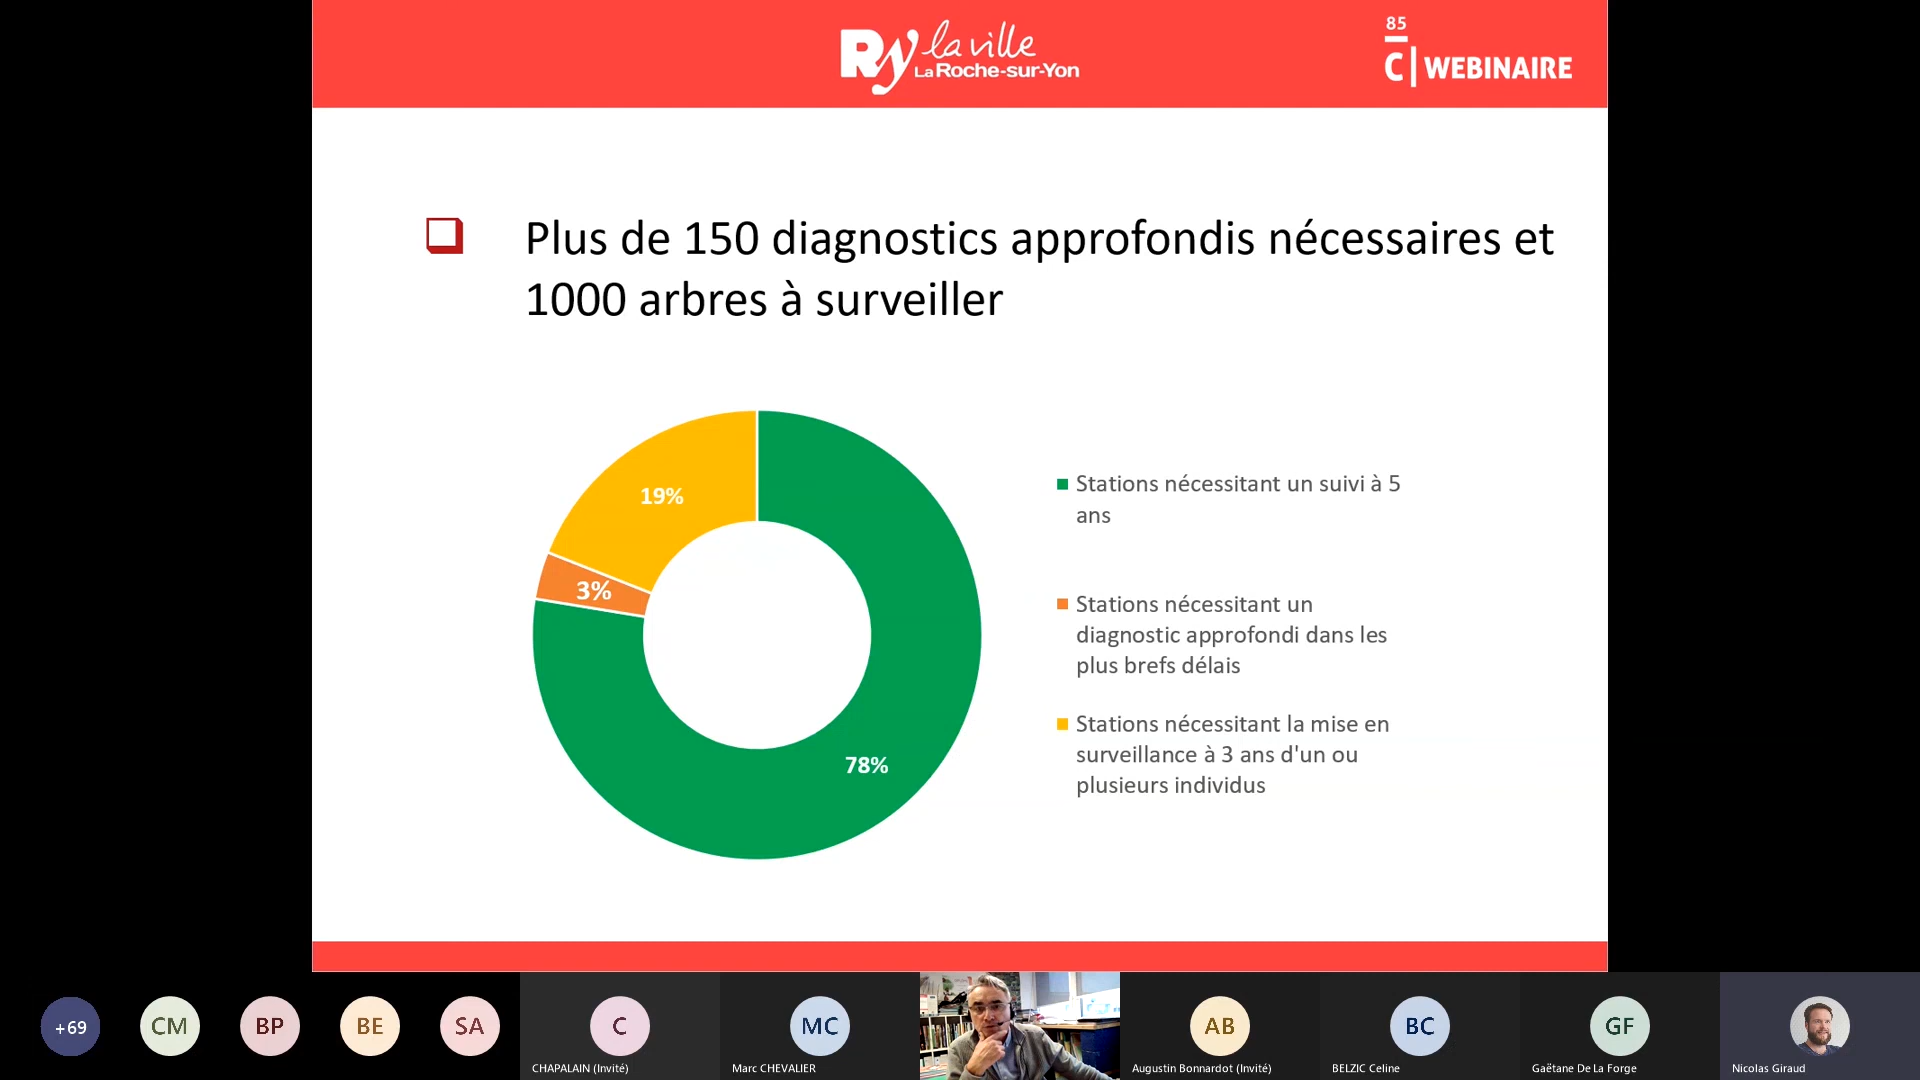 Ry la ville
La Roche-sur-Yon
85
C | WEBINAIRE
Plus de 150 diagnostics approfondis nécessaires et
1000 arbres à surveiller
19%
3%
78%
Stations nécessitant un suivi à 5
ans
Stations nécessitant un
diagnostic approfondi dans les
plus brefs délais
Stations nécessitant la mise en
surveillance à 3 ans d'un ou
plusieurs individus
+69
CM
BP
BE
SA
C
CHAPALAIN (Invité)
MC
Marc CHEVALIER
AB
Augustin Bonnardot (Invité)
BC
BELZIC Celine
GF
Gaëtane De La Forge
Nicolas Giraud